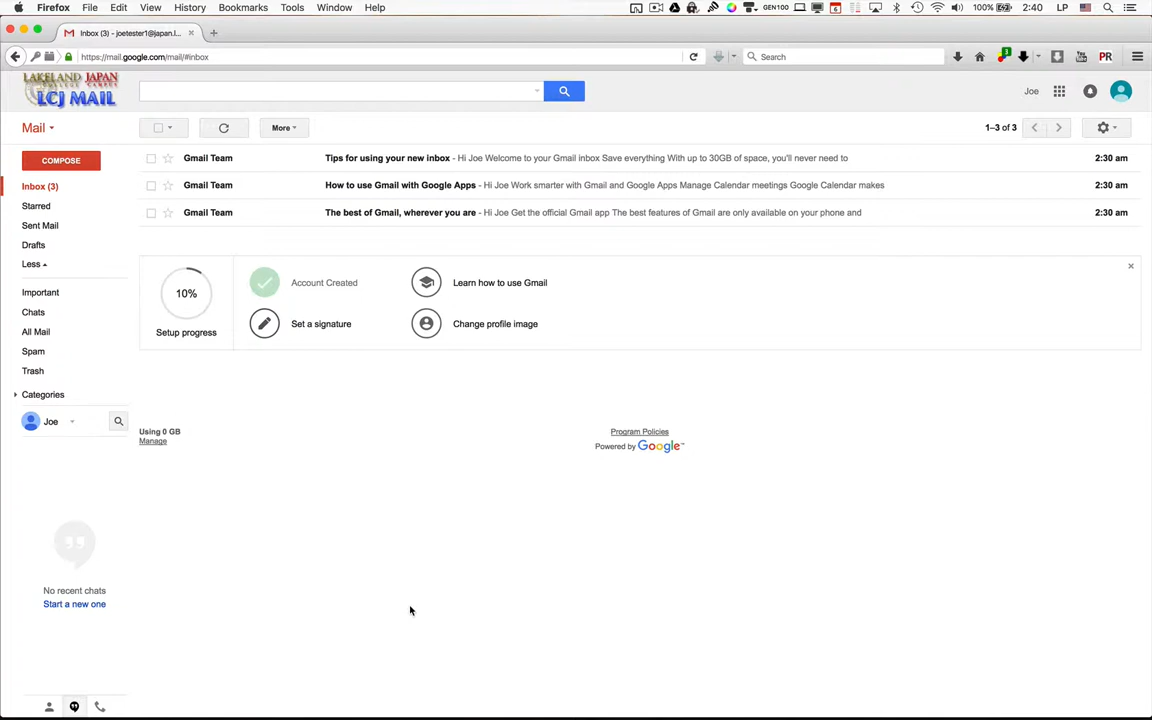 Firefox File Edit View History Bookmarks Tools Window Help GEN100 6 100% 2:40 LP
Inbox (3) - joetester1@japan.l...
https://mail.google.com/mail/#inbox Search 3 PR
LAKELAND JAPAN
LCJ MAIL
Joe
Mail More 1–3 of 3
COMPOSE
Inbox (3)
Starred
Sent Mail
Drafts
Less
Important
Chats
All Mail
Spam
Trash
Categories
Joe
Gmail Team Tips for using your new inbox - Hi Joe Welcome to your Gmail inbox Save everything With up to 30GB of space, you'll never need to 2:30 am
Gmail Team How to use Gmail with Google Apps - Hi Joe Work smarter with Gmail and Google Apps Manage Calendar meetings Google Calendar makes 2:30 am
Gmail Team The best of Gmail, wherever you are - Hi Joe Get the official Gmail app The best features of Gmail are only available on your phone and 2:30 am
10%
Setup progress
Account Created Learn how to use Gmail
Set a signature Change profile image
Using 0 GB
Manage
Program Policies
Powered by Google™
No recent chats
Start a new one